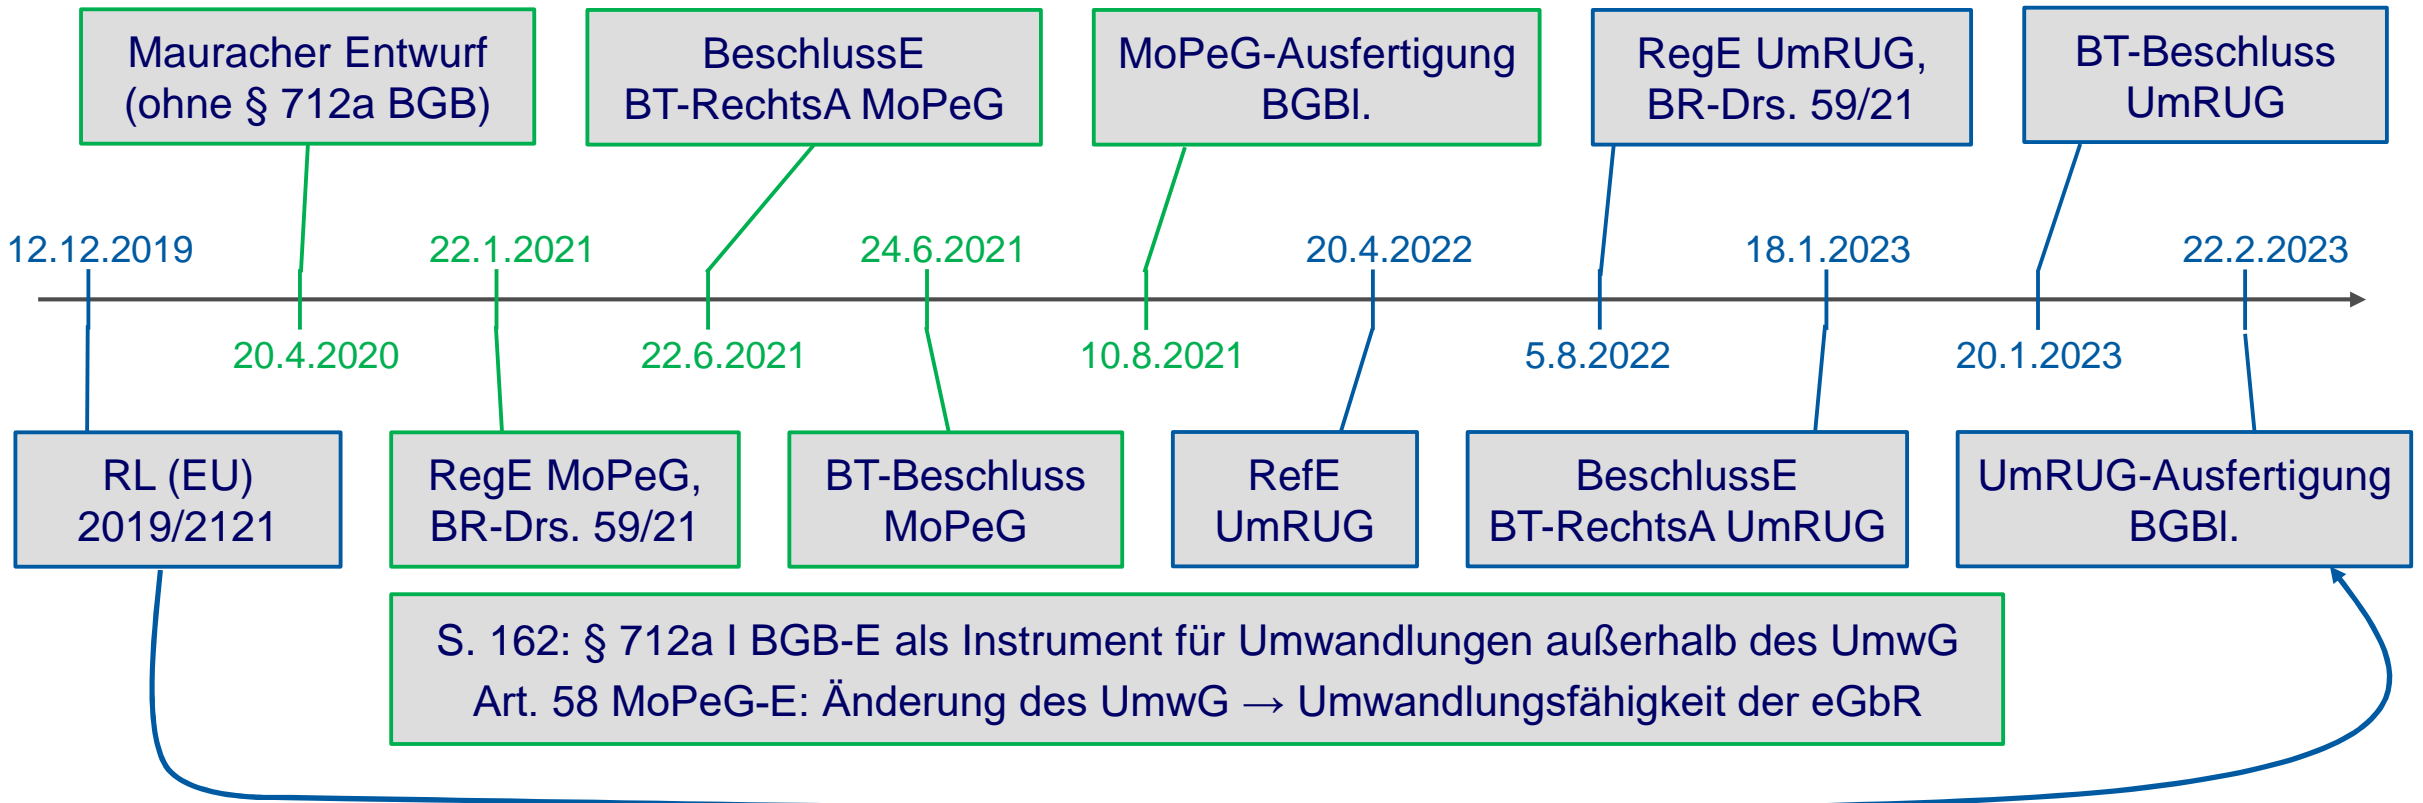 Mauracher Entwurf
(ohne § 712a BGB)
BeschlussE
BT-RechtsA MoPeG
MoPeG-Ausfertigung
BGBl.
RegE UmRUG,
BR-Drs. 59/21
BT-Beschluss
UmRUG
12.12.2019
22.1.2021
24.6.2021
20.4.2022
18.1.2023
22.2.2023
20.4.2020
22.6.2021
10.8.2021
5.8.2022
20.1.2023
RL (EU)
2019/2121
RegE MoPeG,
BR-Drs. 59/21
BT-Beschluss
MoPeG
RefE
UmRUG
BeschlussE
BT-RechtsA UmRUG
UmRUG-Ausfertigung
BGBl.
S. 162: § 712a I BGB-E als Instrument für Umwandlungen außerhalb des UmwG
Art. 58 MoPeG-E: Änderung des UmwG → Umwandlungsfähigkeit der eGbR